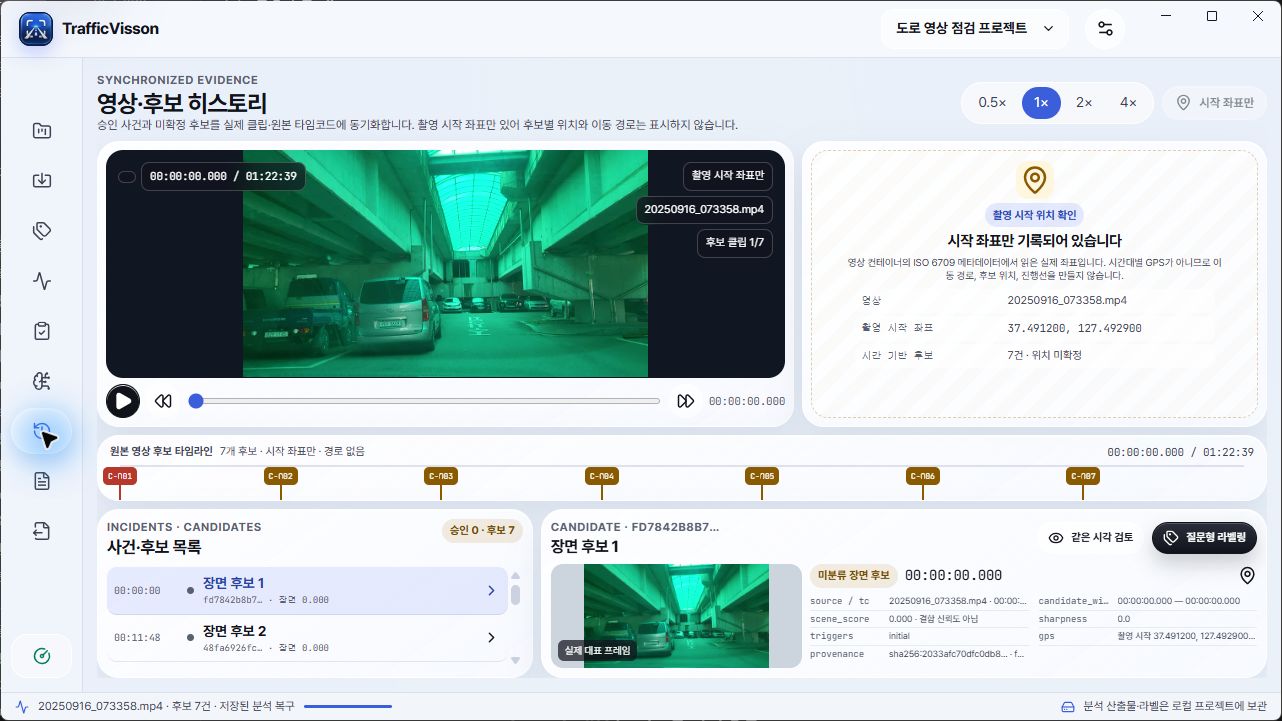 TrafficVisson
도로 영상 점검 프로젝트
SYNCHRONIZED EVIDENCE
영상·후보 히스토리
승인 사건과 미확정 후보를 실제 클립·원본 타임코드에 동기화합니다. 촬영 시작 좌표만 있어 후보별 위치와 이동 경로는 표시하지 않습니다.
0.5× 1× 2× 4×
시작 좌표만
00:00:00.000 / 01:22:39
촬영 시작 좌표만
20250916_073358.mp4
후보 클립 1/7
00:00:00.000
촬영 시작 위치 확인
시작 좌표만 기록되어 있습니다
영상 컨테이너의 ISO 6709 메타데이터에서 읽은 실제 좌표입니다. 시간대별 GPS가 아니므로 이
동 경로, 후보 위치, 진행선을 만들지 않습니다.
영상 20250916_073358.mp4
촬영 시작 좌표 37.491200, 127.492900
시간 기반 후보 7건 · 위치 미확정
원본 영상 후보 타임라인 7개 후보 · 시작 좌표만 · 경로 없음
00:00:00.000 / 01:22:39
C-001 C-002 C-003 C-004 C-005 C-006 C-007
INCIDENTS · CANDIDATES
사건·후보 목록
승인 0 · 후보 7
00:00:00 장면 후보 1
fd7842b8b7… · 장면 0.000
00:11:48 장면 후보 2
48fa6926fc… · 장면 0.000
CANDIDATE · FD7842B8B7…
장면 후보 1
같은 시각 검토
질문형 라벨링
실제 대표 프레임
미분류 장면 후보 00:00:00.000
source / tc 20250916_073358.mp4 · 00:00:…
candidate_wi… 00:00:00.000 — 00:00:00.000
scene_score 0.000 · 결함 신뢰도 아님
sharpness 0.0
triggers initial
gps 촬영 시작 37.491200, 127.492900…
provenance sha256:2033afc70dfc0db8… · f…
20250916_073358.mp4 · 후보 7건 · 저장된 분석 복구
분석 산출물·라벨은 로컬 프로젝트에 보관